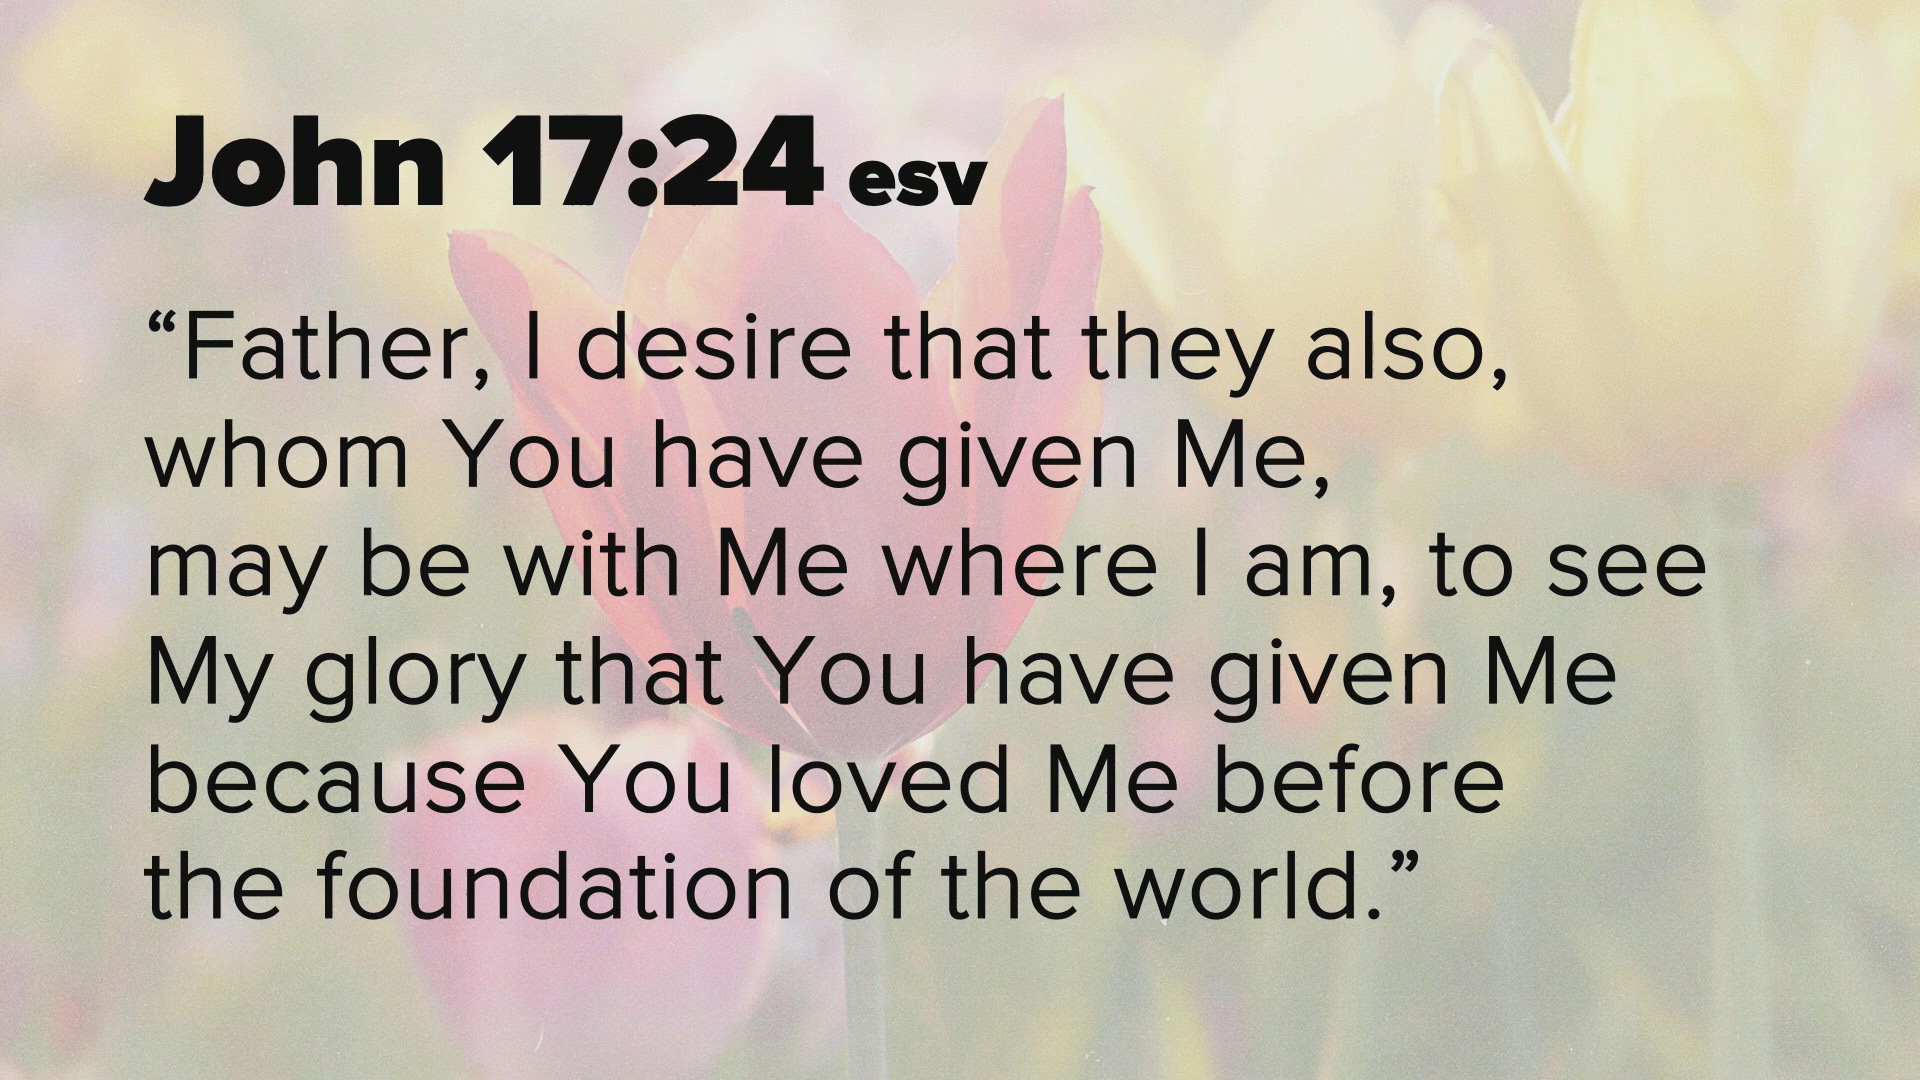 John 17:24 esv
“Father, I desire that they also,
whom You have given Me,
may be with Me where I am, to see
My glory that You have given Me
because You loved Me before
the foundation of the world.”